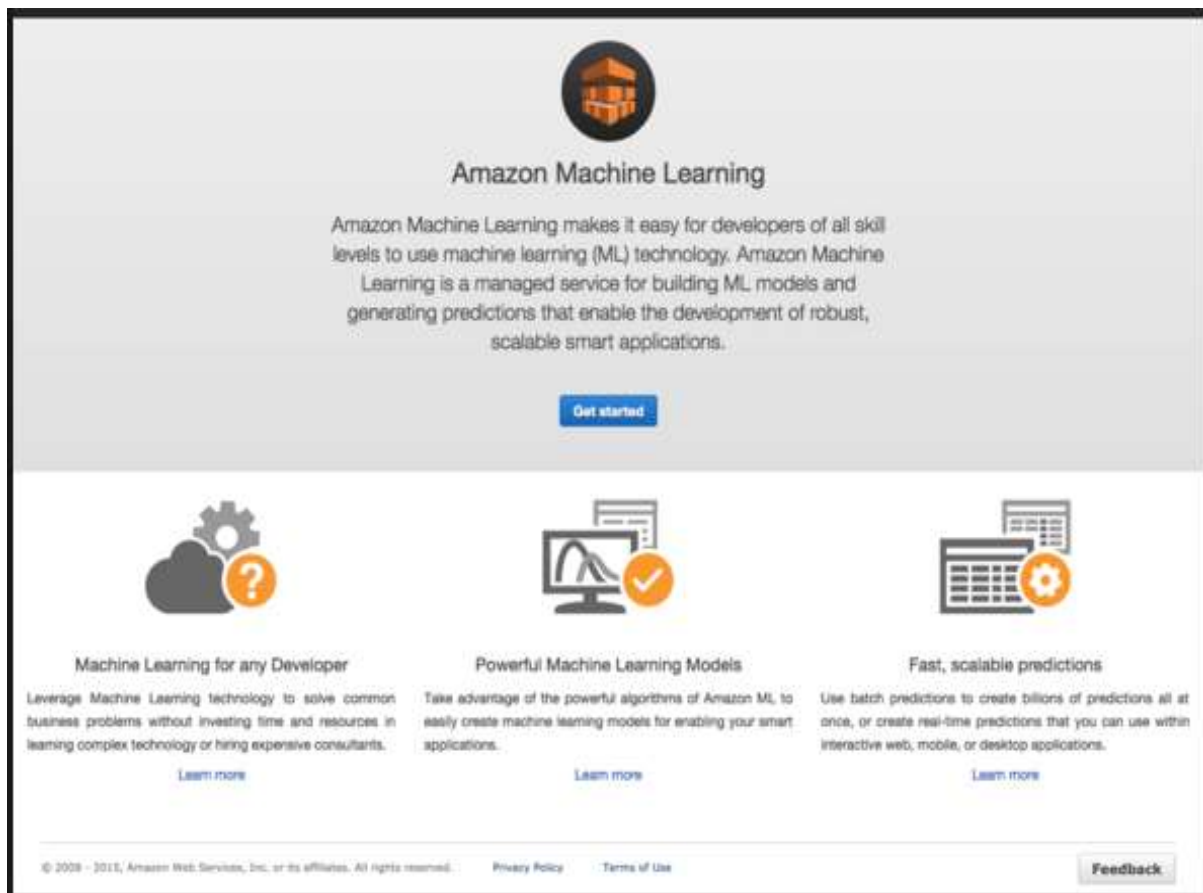 Amazon Machine Learning
Amazon Machine Learning makes it easy for developers of all skill
levels to use machine learning (ML) technology. Amazon Machine
Learning is a managed service for building ML models and
generating predictions that enable the development of robust,
scalable smart applications.
Get started
?
Machine Learning for any Developer
Leverage Machine Learning technology to solve common
business problems without investing time and resources in
learning complex technology or hiring expensive consultants.
Learn more
Powerful Machine Learning Models
Take advantage of the powerful algorithms of Amazon ML to
easily create machine learning models for enabling your smart
applications.
Learn more
Fast, scalable predictions
Use batch predictions to create billions of predictions all at
once, or create real-time predictions that you can use within
interactive web, mobile, or desktop applications.
Learn more
© 2009 - 2015, Amazon Web Services, Inc. or its affiliates. All rights reserved. Privacy Policy Terms of Use Feedback